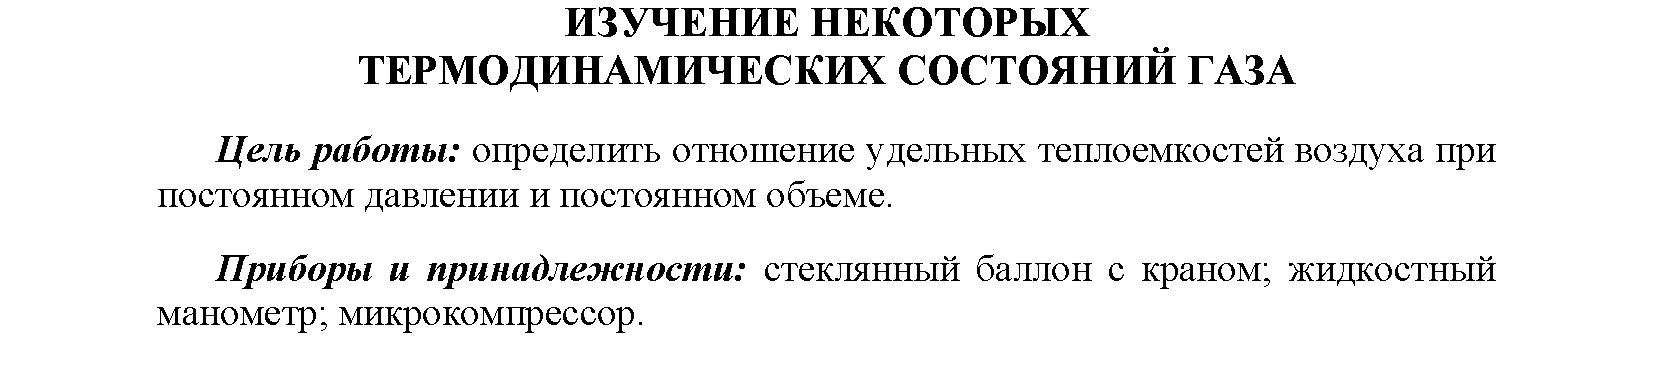 ИЗУЧЕНИЕ НЕКОТОРЫХ
ТЕРМОДИНАМИЧЕСКИХ СОСТОЯНИЙ ГАЗА
Цель работы: определить отношение удельных теплоемкостей воздуха при
постоянном давлении и постоянном объеме.
Приборы и принадлежности: стеклянный баллон с краном; жидкостный
манометр; микрокомпрессор.